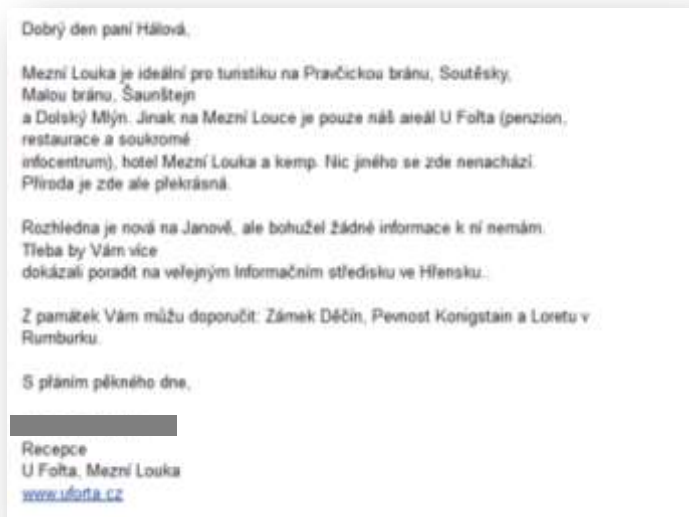 Dobrý den paní Hálová,
Mezní Louka je ideální pro turistiku na Pravčickou bránu, Soutěsky,
Malou bránu, Šaunštejn
a Dolský Mlýn. Jinak na Mezní Louce je pouze náš areál U Fořta (penzion,
restaurace a soukromé
infocentrum), hotel Mezní Louka a kemp. Nic jiného se zde nenachází.
Příroda je zde ale překrásná.
Rozhledna je nová na Janově, ale bohužel žádné informace k ní nemám.
Třeba by Vám více
dokázali poradit na veřejným Informačním středisku ve Hřensku.
Z památek Vám můžu doporučit: Zámek Děčín, Pevnost Konigstain a Loretu v
Rumburku.
S přáním pěkného dne,
Recepce
U Fořta, Mezní Louka
www.uforta.cz